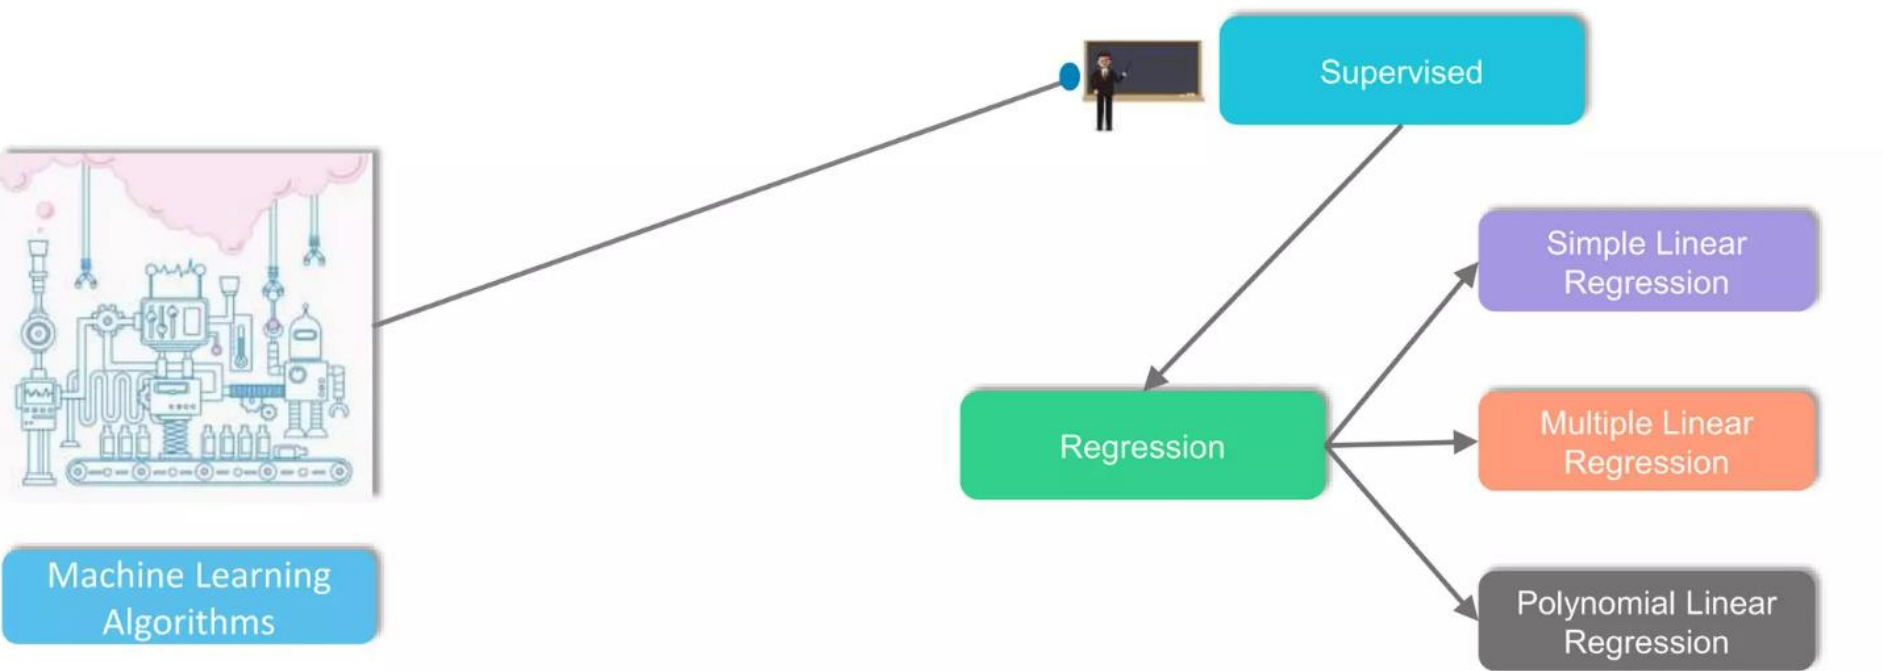 Supervised
Simple Linear
Regression
Regression
Multiple Linear
Regression
Polynomial Linear
Regression
Machine Learning
Algorithms